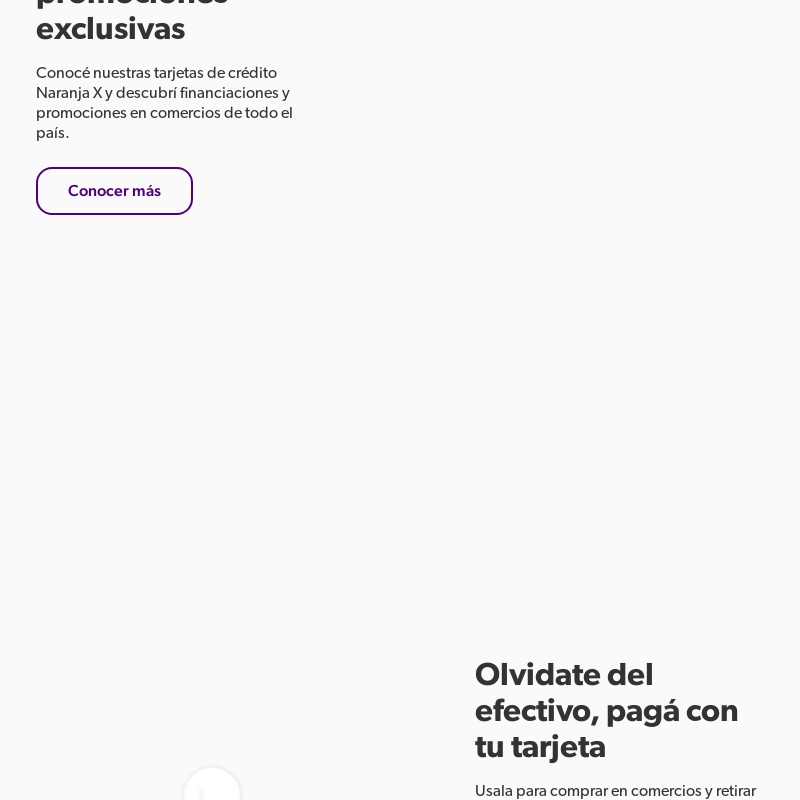 promociones
exclusivas
Conocé nuestras tarjetas de crédito
Naranja X y descubrí financiaciones y
promociones en comercios de todo el
país.
Conocer más
Olvidate del
efectivo, pagá con
tu tarjeta
Usala para comprar en comercios y retirar